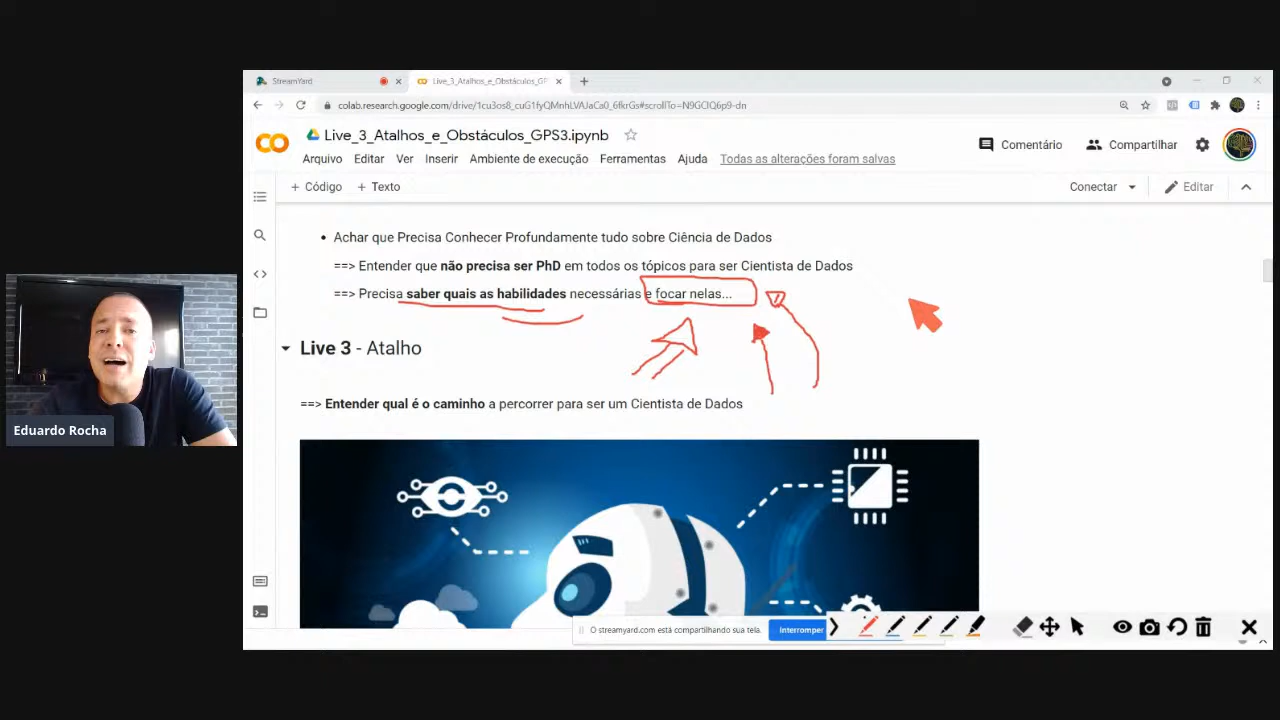 StreamYard
Live_3_Atalhos_e_Obstáculos_GP
colab.research.google.com/drive/1cu3os8_cuG1fyQMnhLVAJaCa0_6fkrGs#scrollTo=N9GCIQ6p9-dn
Live_3_Atalhos_e_Obstáculos_GPS3.ipynb
Comentário
Compartilhar
Arquivo Editar Ver Inserir Ambiente de execução Ferramentas Ajuda Todas as alterações foram salvas
+ Código + Texto
Conectar
Editar
• Achar que Precisa Conhecer Profundamente tudo sobre Ciência de Dados
==> Entender que não precisa ser PhD em todos os tópicos para ser Cientista de Dados
==> Precisa saber quais as habilidades necessárias e focar nelas...
Live 3 - Atalho
==> Entender qual é o caminho a percorrer para ser um Cientista de Dados
Eduardo Rocha
O streamyard.com está compartilhando sua tela.
Interromper